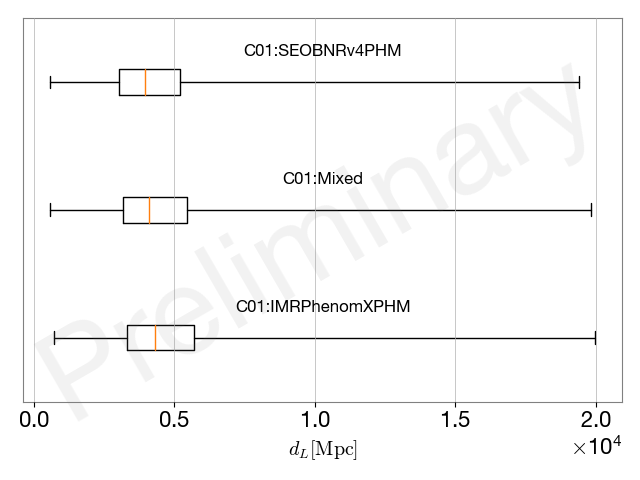 C01:SEOBNRv4PHM
C01:Mixed
C01:IMRPhenomXPHM
Preliminary
0.0 0.5 1.0 1.5 2.0
×10⁴
d_L[Mpc]